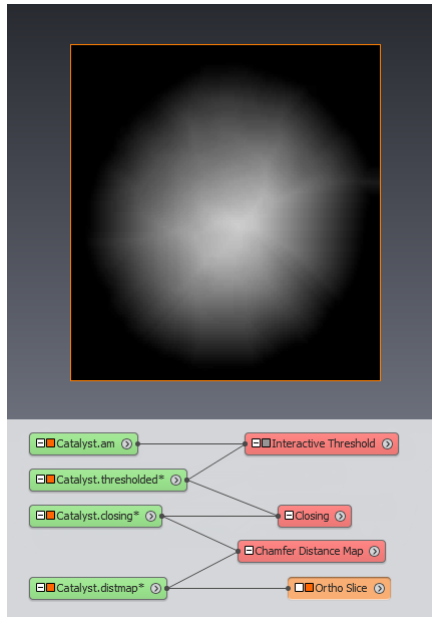 Catalyst.am
Interactive Threshold
Catalyst.thresholded*
Catalyst.closing*
Closing
Chamfer Distance Map
Catalyst.distmap*
Ortho Slice